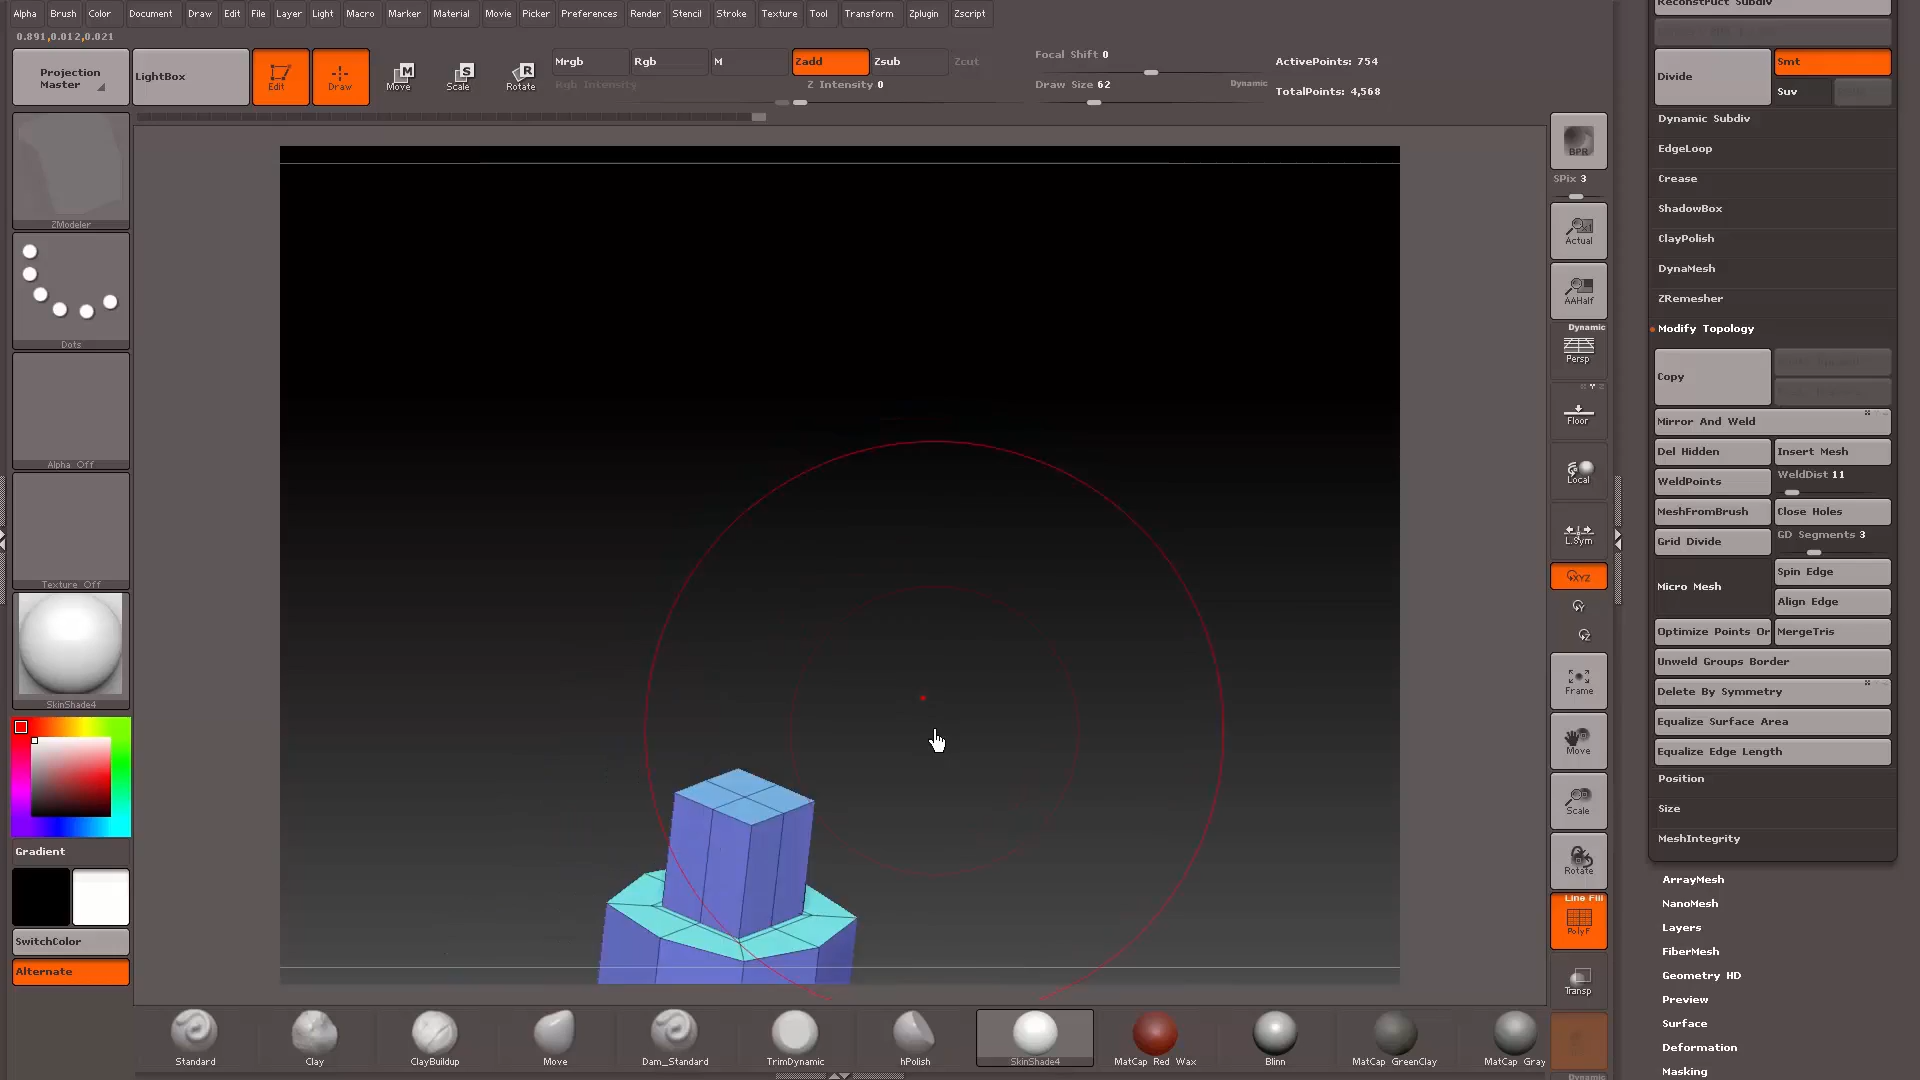 Alpha Brush Color Document Draw Edit File Layer Light Macro Marker Material Movie Picker Preferences Render Stencil Stroke Texture Tool Transform Zplugin Zscript
0.891,0.012,0.021
Projection Master
LightBox
Edit
Draw
Move
Scale
Rotate
Mrgb
Rgb
M
Zadd
Zsub
Zcut
Rgb Intensity
Z Intensity 0
Focal Shift 0
Draw Size 62
Dynamic
ActivePoints: 754
TotalPoints: 4,568
ZModeler
Dots
Alpha Off
Texture Off
SkinShade4
Gradient
SwitchColor
Alternate
BPR
SPix 3
Actual
AAHalf
Dynamic
Persp
Floor
Local
L.Sym
XYZ
Y
Z
Frame
Move
Scale
Rotate
Line Fill
PolyF
Transp
Dynamic
Reconstruct Subdiv
Divide
Smt
Suv
Dynamic Subdiv
EdgeLoop
Crease
ShadowBox
ClayPolish
DynaMesh
ZRemesher
Modify Topology
Copy
Mirror And Weld
Del Hidden
Insert Mesh
WeldPoints
WeldDist 11
MeshFromBrush
Close Holes
Grid Divide
GD Segments 3
Micro Mesh
Spin Edge
Align Edge
Optimize Points Or
MergeTris
Unweld Groups Border
Delete By Symmetry
Equalize Surface Area
Equalize Edge Length
Position
Size
MeshIntegrity
ArrayMesh
NanoMesh
Layers
FiberMesh
Geometry HD
Preview
Surface
Deformation
Masking
Standard
Clay
ClayBuildup
Move
Dam_Standard
TrimDynamic
hPolish
SkinShade4
MatCap Red Wax
Blinn
MatCap GreenClay
MatCap Gray